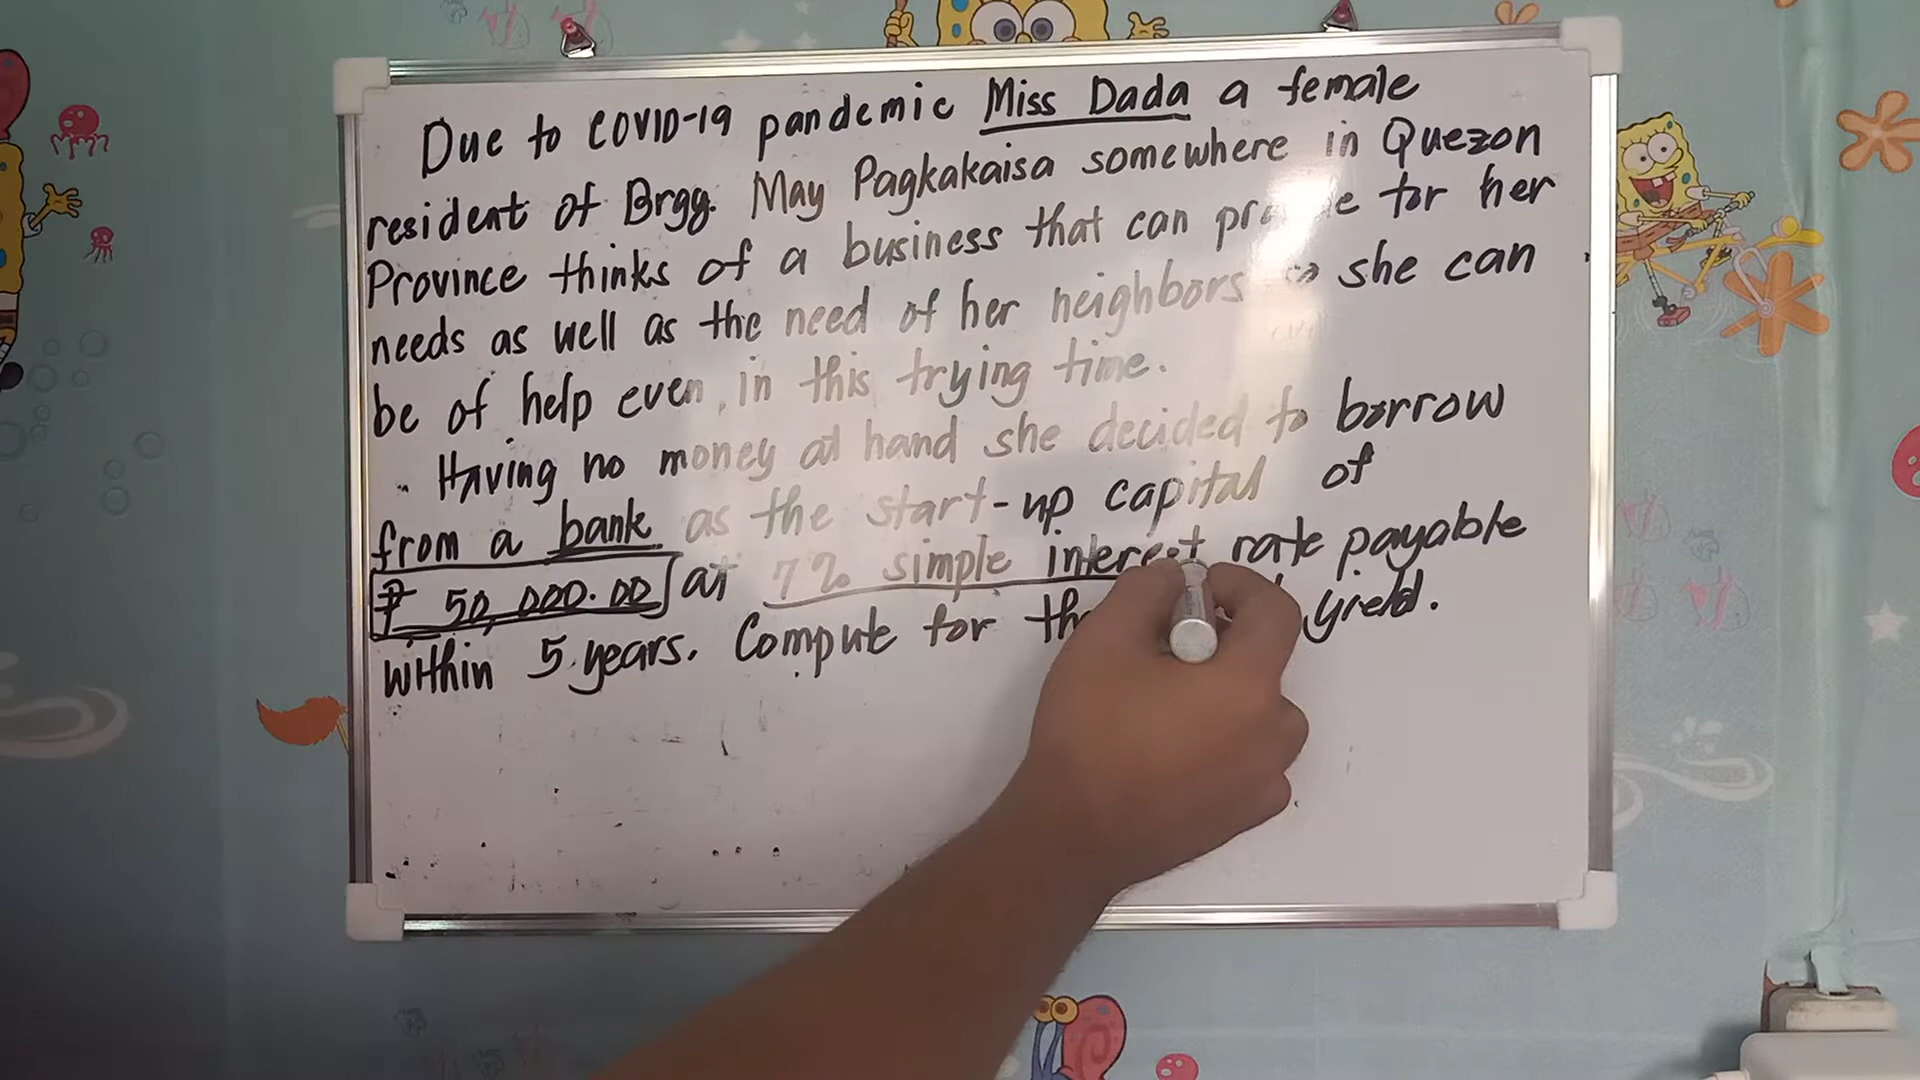 Due to COVID-19 pandemic Miss Dada a female
resident of Brgy. May Pagkakaisa somewhere in Quezon
Province thinks of a business that can for her
needs as well as the need of her neighbors she can
be of help even in this trying time.
Having no money at hand she decided to borrow
from a bank as the start-up capital of
₱ 50,000.00 at 7% simple interest rate payable
within 5 years. Compute for yield.